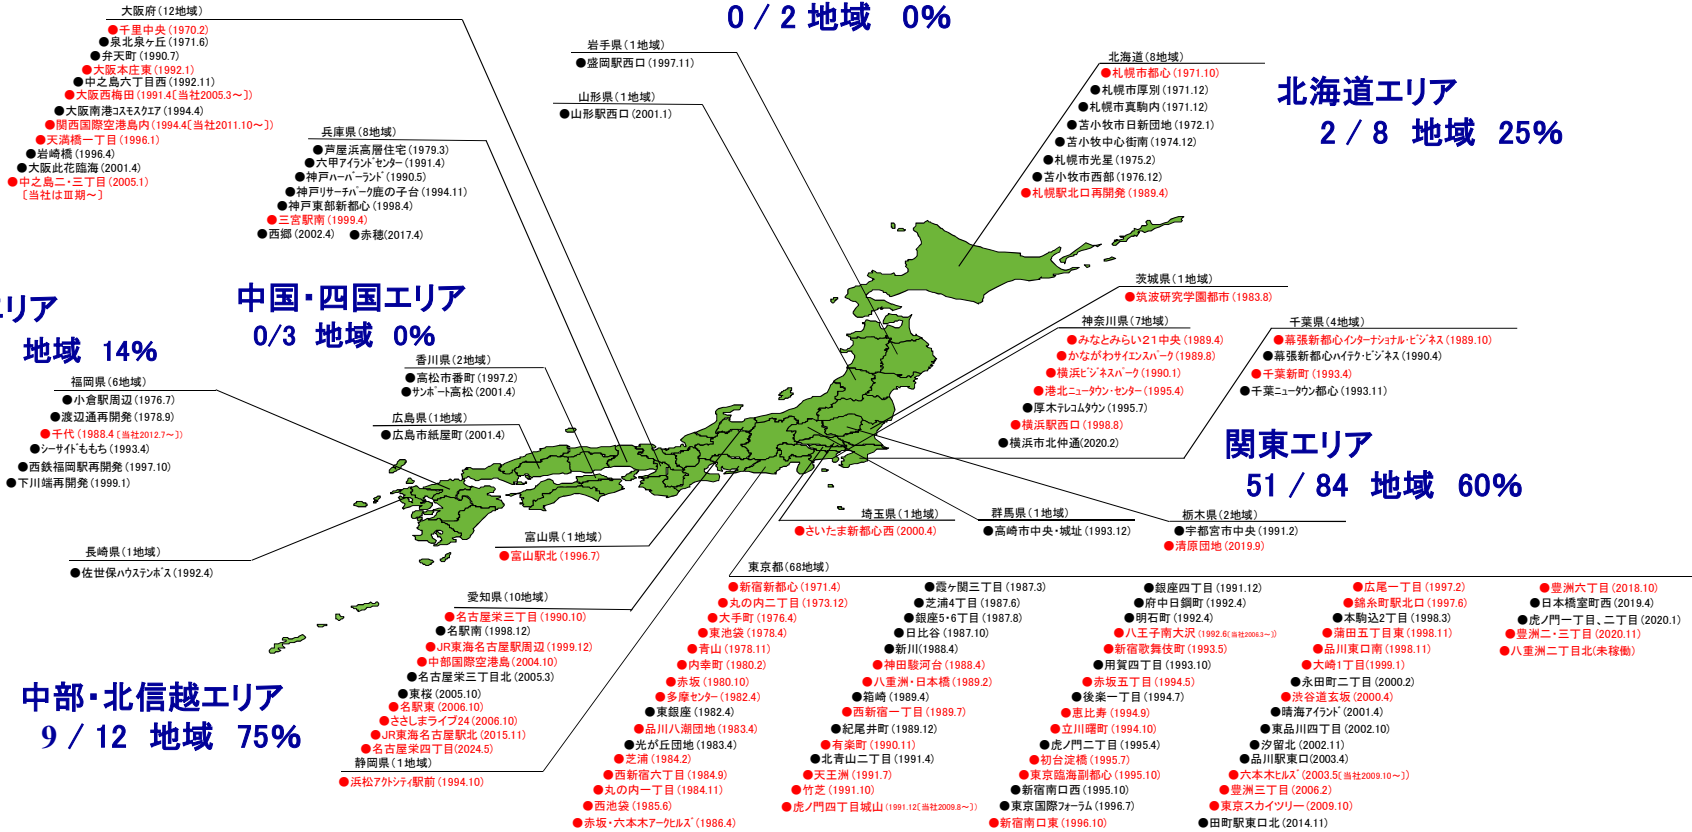 大阪府(12地域)
●千里中央(1970.2)
●泉北泉ヶ丘(1971.6)
●弁天町(1990.7)
●大阪本庄東(1992.1)
●中之島六丁目西(1992.11)
●大阪西梅田(1991.4〔当社2005.3～〕)
●大阪南港コスモスクエア(1994.4)
●関西国際空港島内(1994.4〔当社2011.10～〕)
●天満橋一丁目(1996.1)
●岩崎橋(1996.4)
●大阪此花臨海(2001.4)
●中之島二・三丁目(2005.1)
〔当社はⅢ期～〕
兵庫県(8地域)
●芦屋浜高層住宅(1979.3)
●六甲アイランドセンター(1991.4)
●神戸ハーバーランド(1990.5)
●神戸リサーチパーク鹿の子台(1994.11)
●神戸東部新都心(1998.4)
●三宮駅南(1999.4)
●西郷(2002.4) ●赤穂(2017.4)
0 / 2 地域 0%
岩手県(1地域)
●盛岡駅西口(1997.11)
山形県(1地域)
●山形駅西口(2001.1)
北海道(8地域)
●札幌市都心(1971.10)
●札幌市厚別(1971.12)
●札幌市真駒内(1971.12)
●苫小牧市日新団地(1972.1)
●苫小牧中心街南(1974.12)
●札幌市光星(1975.2)
●苫小牧市西部(1976.12)
●札幌駅北口再開発(1989.4)
北海道エリア
2 / 8 地域 25%
エリア
地域 14%
福岡県(6地域)
●小倉駅周辺(1976.7)
●渡辺通再開発(1978.9)
●千代(1988.4〔当社2012.7～〕)
●シーサイドももち(1993.4)
●西鉄福岡駅再開発(1997.10)
●下川端再開発(1999.1)
長崎県(1地域)
●佐世保ハウステンボス(1992.4)
中国・四国エリア
0/3 地域 0%
香川県(2地域)
●高松市番町(1997.2)
●サンポート高松(2001.4)
広島県(1地域)
●広島市紙屋町(2001.4)
茨城県(1地域)
●筑波研究学園都市(1983.8)
神奈川県(7地域)
●みなとみらい21中央(1989.4)
●かながわサイエンスパーク(1989.8)
●横浜ビジネスパーク(1990.1)
●港北ニュータウン・センター(1995.4)
●厚木テレコムタウン(1995.7)
●横浜駅西口(1998.8)
●横浜市北仲通(2020.2)
千葉県(4地域)
●幕張新都心インターナショナル・ビジネス(1989.10)
●幕張新都心ハイテク・ビジネス(1990.4)
●千葉新町(1993.4)
●千葉ニュータウン都心(1993.11)
関東エリア
51 / 84 地域 60%
埼玉県(1地域)
●さいたま新都心西(2000.4)
群馬県(1地域)
●高崎市中央・城址(1993.12)
栃木県(2地域)
●宇都宮市中央(1991.2)
●清原団地(2019.9)
富山県(1地域)
●富山駅北(1996.7)
愛知県(10地域)
●名古屋栄三丁目(1990.10)
●名駅南(1998.12)
●JR東海名古屋駅周辺(1999.12)
●中部国際空港島(2004.10)
●名古屋栄三丁目北(2005.3)
●東桜(2005.10)
●名駅東(2006.10)
●ささしまライブ24(2006.10)
●JR東海名古屋駅北(2015.11)
●名古屋栄四丁目(2024.5)
静岡県(1地域)
●浜松アクトシティ駅前(1994.10)
中部・北信越エリア
9 / 12 地域 75%
東京都(68地域)
●新宿新都心(1971.4)
●丸の内二丁目(1973.12)
●大手町(1976.4)
●東池袋(1978.4)
●青山(1978.11)
●内幸町(1980.2)
●赤坂(1980.10)
●多摩センター(1982.4)
●東銀座(1982.4)
●品川八潮団地(1983.4)
●光が丘団地(1983.4)
●芝浦(1984.2)
●西新宿六丁目(1984.9)
●丸の内一丁目(1984.11)
●西池袋(1985.6)
●赤坂・六本木アークヒルズ(1986.4)
●霞ヶ関三丁目(1987.3)
●芝浦4丁目(1987.6)
●銀座5・6丁目(1987.8)
●日比谷(1987.10)
●新川(1988.4)
●神田駿河台(1988.4)
●八重洲・日本橋(1989.2)
●箱崎(1989.4)
●西新宿一丁目(1989.7)
●紀尾井町(1989.12)
●有楽町(1990.11)
●北青山二丁目(1991.4)
●天王洲(1991.7)
●竹芝(1991.10)
●虎ノ門四丁目城山(1991.12〔当社2009.8～〕)
●銀座四丁目(1991.12)
●府中日鋼町(1992.4)
●明石町(1992.4)
●八王子南大沢(1992.6〔当社2006.3～〕)
●新宿歌舞伎町(1993.5)
●用賀四丁目(1993.10)
●赤坂五丁目(1994.5)
●後楽一丁目(1994.7)
●恵比寿(1994.9)
●立川曙町(1994.10)
●虎ノ門二丁目(1995.4)
●初台淀橋(1995.7)
●東京臨海副都心(1995.10)
●新宿南口西(1995.10)
●東京国際フォーラム(1996.7)
●新宿南口東(1996.10)
●広尾一丁目(1997.2)
●錦糸町駅北口(1997.6)
●本駒込2丁目(1998.3)
●蒲田五丁目東(1998.11)
●品川東口南(1998.11)
●大崎1丁目(1999.1)
●永田町二丁目(2000.2)
●渋谷道玄坂(2000.4)
●晴海アイランド(2001.4)
●東品川四丁目(2002.10)
●汐留北(2002.11)
●品川駅東口(2003.4)
●六本木ヒルズ(2003.5〔当社2009.10～〕)
●豊洲三丁目(2006.2)
●東京スカイツリー(2009.10)
●田町駅東口北(2014.11)
●豊洲六丁目(2018.10)
●日本橋室町西(2019.4)
●虎ノ門一丁目、二丁目(2020.1)
●豊洲二・三丁目(2020.11)
●八重洲二丁目北(未稼働)